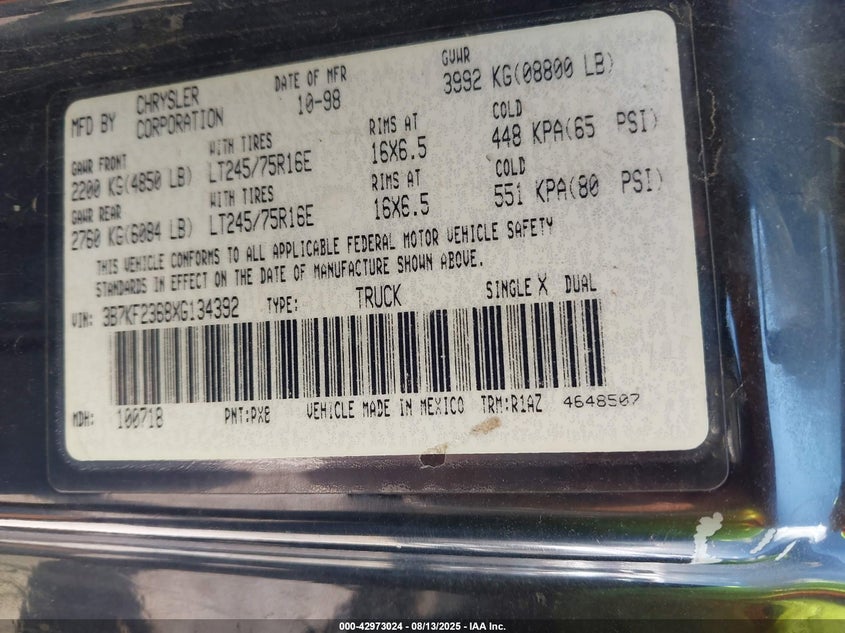 MFD BY CHRYSLER CORPORATION DATE OF MFR 10-98 GVWR 3992 KG(08800 LB)
GAWR FRONT WITH TIRES RIMS AT COLD
2200 KG(4850 LB) LT245/75R16E 16X6.5 448 KPA(65 PSI)
GAWR REAR WITH TIRES RIMS AT COLD
2760 KG(6084 LB) LT245/75R16E 16X6.5 551 KPA(80 PSI)
THIS VEHICLE CONFORMS TO ALL APPLICABLE FEDERAL MOTOR VEHICLE SAFETY
STANDARDS IN EFFECT ON THE DATE OF MANUFACTURE SHOWN ABOVE.
VIN: 3B7KF2368XG134392 TYPE: TRUCK SINGLE X DUAL
MDH: 100718 PNT:PX8 VEHICLE MADE IN MEXICO TRM:R1AZ 4648507
000-42973024 - 08/13/2025 - IAA Inc.